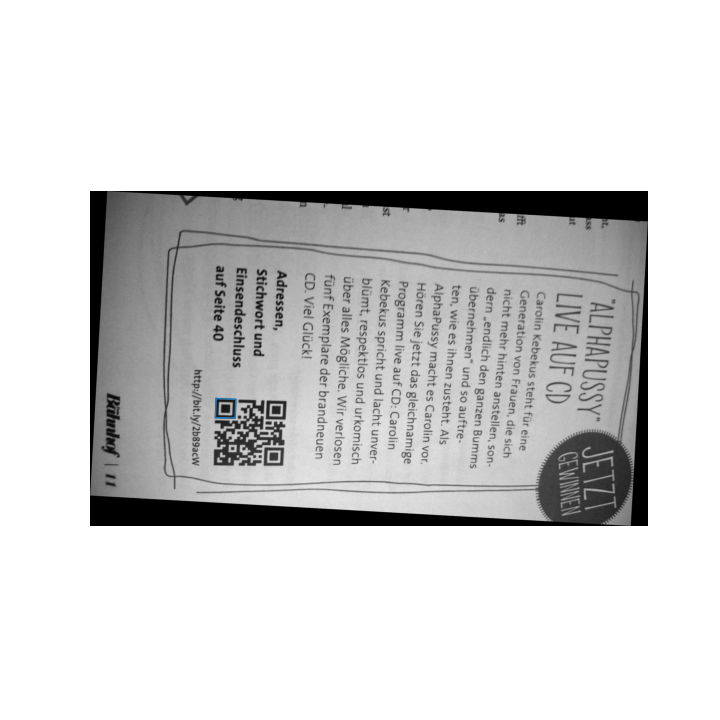 "ALPHAPUSSY"
LIVE AUF CD
JETZT
GEWINNEN
Carolin Kebekus steht für eine
Generation von Frauen, die sich
nicht mehr hinten anstellen, son-
dern „endlich den ganzen Bumms
übernehmen“ und so auftre-
ten, wie es ihnen zusteht. Als
AlphaPussy macht es Carolin vor.
Hören Sie jetzt das gleichnamige
Programm live auf CD: Carolin
Kebekus spricht und lacht unver-
blümt, respektlos und urkomisch
über alles Mögliche. Wir verlosen
fünf Exemplare der brandneuen
CD. Viel Glück!
Adressen,
Stichwort und
Einsendeschluss
auf Seite 40
http://bit.ly/2b89acW
Bahnhof | 11